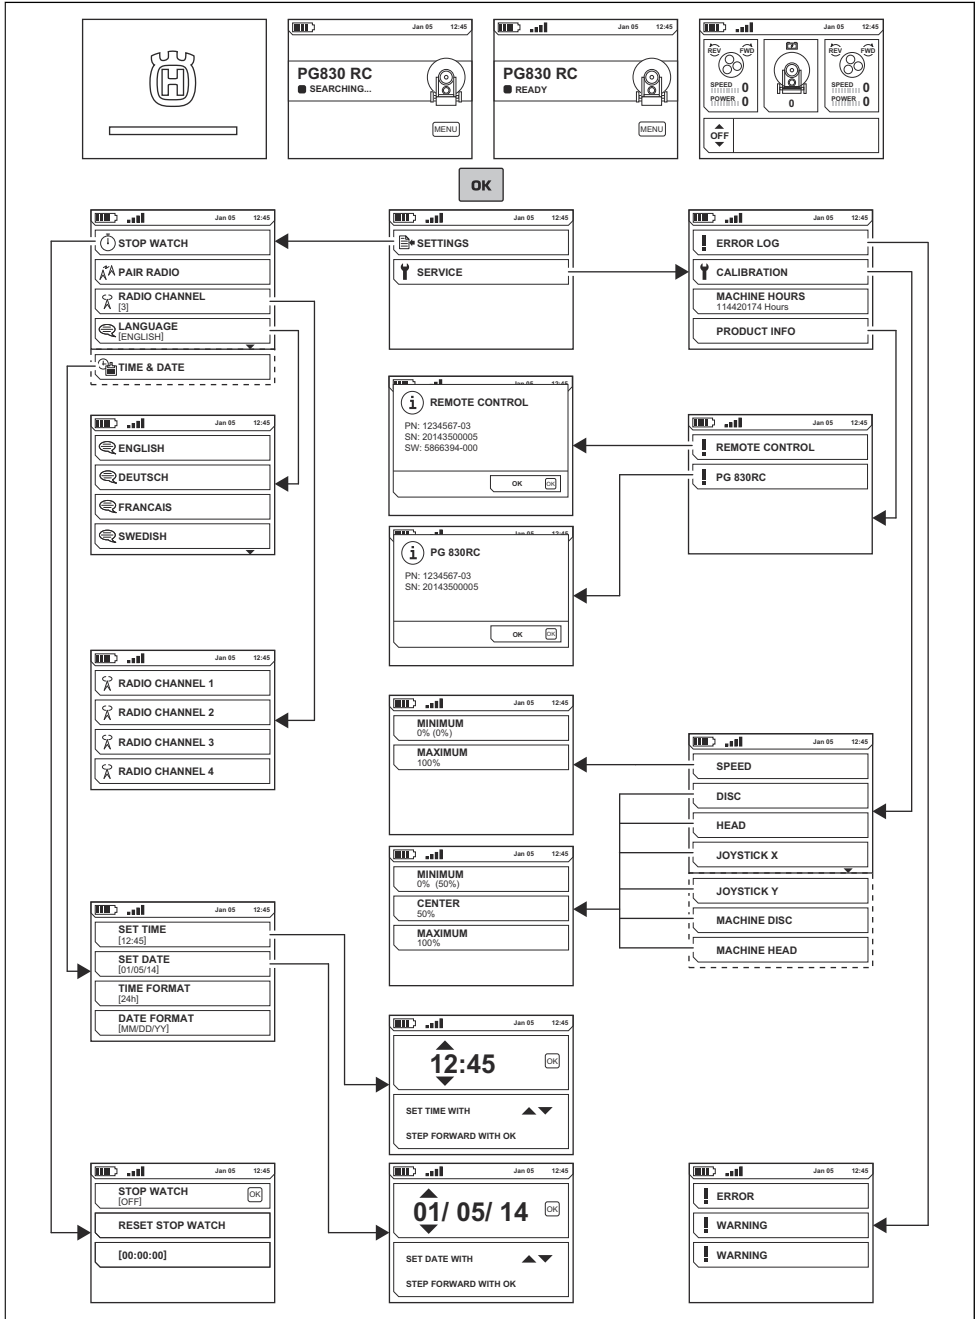 Jan 05 12:45
PG830 RC
SEARCHING...
MENU
Jan 05 12:45
PG830 RC
READY
MENU
Jan 05 12:45
REV FWD
SPEED 0
POWER 0
0
REV FWD
SPEED 0
POWER 0
OFF
OK
Jan 05 12:45
STOP WATCH
PAIR RADIO
RADIO CHANNEL
[3]
LANGUAGE
[ENGLISH]
TIME & DATE
Jan 05 12:45
SETTINGS
SERVICE
Jan 05 12:45
ERROR LOG
CALIBRATION
MACHINE HOURS
114420174 Hours
PRODUCT INFO
Jan 05 12:45
REMOTE CONTROL
PN: 1234567-03
SN: 20143500005
SW: 5866394-000
OK OK
Jan 05 12:45
ENGLISH
DEUTSCH
FRANCAIS
SWEDISH
Jan 05 12:45
REMOTE CONTROL
PG 830RC
Jan 05 12:45
PG 830RC
PN: 1234567-03
SN: 20143500005
OK OK
Jan 05 12:45
RADIO CHANNEL 1
RADIO CHANNEL 2
RADIO CHANNEL 3
RADIO CHANNEL 4
Jan 05 12:45
MINIMUM
0% (0%)
MAXIMUM
100%
Jan 05 12:45
SPEED
DISC
HEAD
JOYSTICK X
JOYSTICK Y
MACHINE DISC
MACHINE HEAD
Jan 05 12:45
MINIMUM
0% (50%)
CENTER
50%
MAXIMUM
100%
Jan 05 12:45
SET TIME
[12:45]
SET DATE
[01/05/14]
TIME FORMAT
[24h]
DATE FORMAT
[MM/DD/YY]
Jan 05 12:45
12:45
OK
SET TIME WITH
STEP FORWARD WITH OK
Jan 05 12:45
STOP WATCH
[OFF]
OK
RESET STOP WATCH
[00:00:00]
Jan 05 12:45
01/ 05/ 14
OK
SET DATE WITH
STEP FORWARD WITH OK
Jan 05 12:45
ERROR
WARNING
WARNING